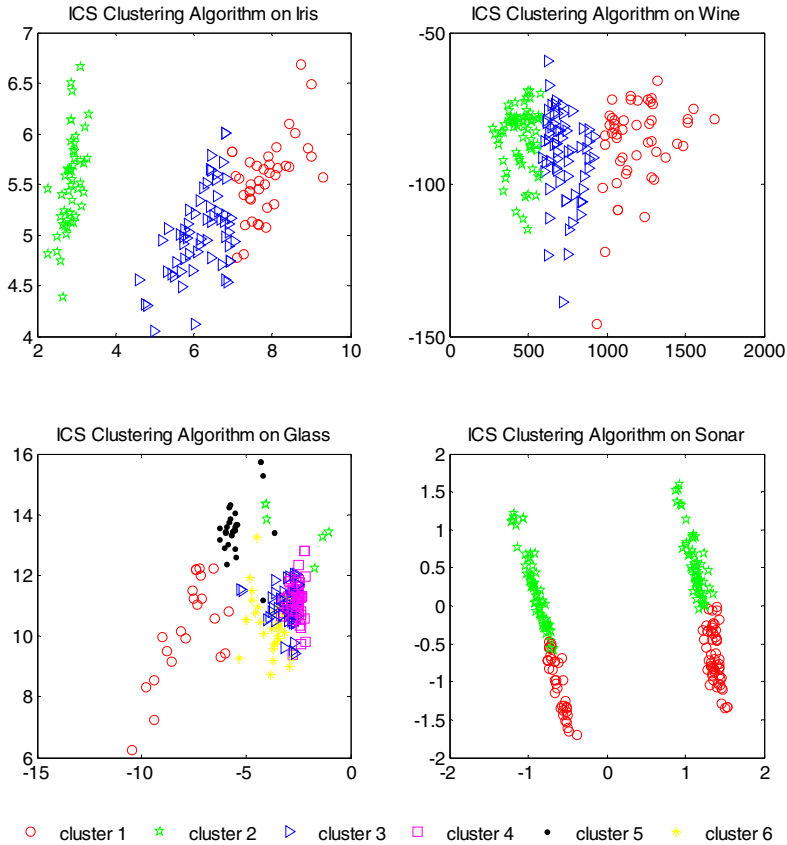 ICS Clustering Algorithm on Iris
7
6.5
6
5.5
5
4.5
4
2 4 6 8 10
ICS Clustering Algorithm on Wine
-50
-100
-150
0 500 1000 1500 2000
ICS Clustering Algorithm on Glass
16
14
12
10
8
6
-15 -10 -5 0
ICS Clustering Algorithm on Sonar
2
1.5
1
0.5
0
-0.5
-1
-1.5
-2
-2 -1 0 1 2
cluster 1 cluster 2 cluster 3 cluster 4 cluster 5 cluster 6